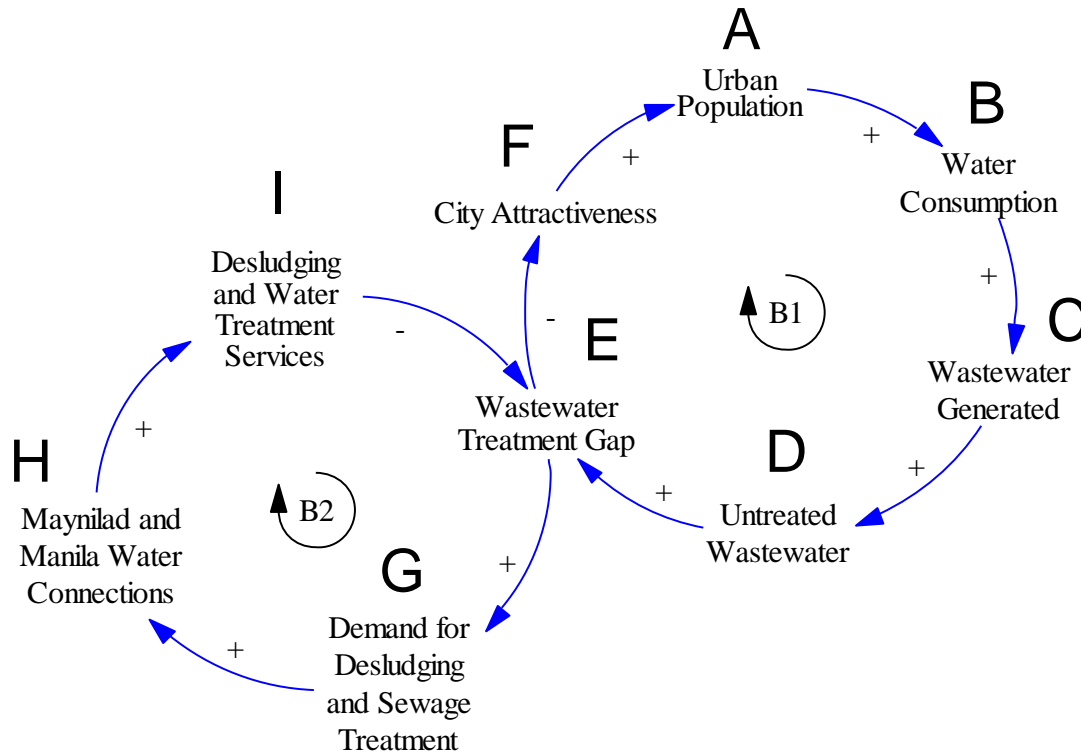 A
Urban
Population
+
+
B
Water
Consumption
F
City Attractiveness
I
Desludging
and Water
Treatment
Services
-
-
+
B1
E
C
Wastewater
Generated
Wastewater
Treatment Gap
+
H
D
+
+
Untreated
Wastewater
Maynilad and
Manila Water
Connections
B2
+
G
Demand for
Desludging
and Sewage
Treatment
+